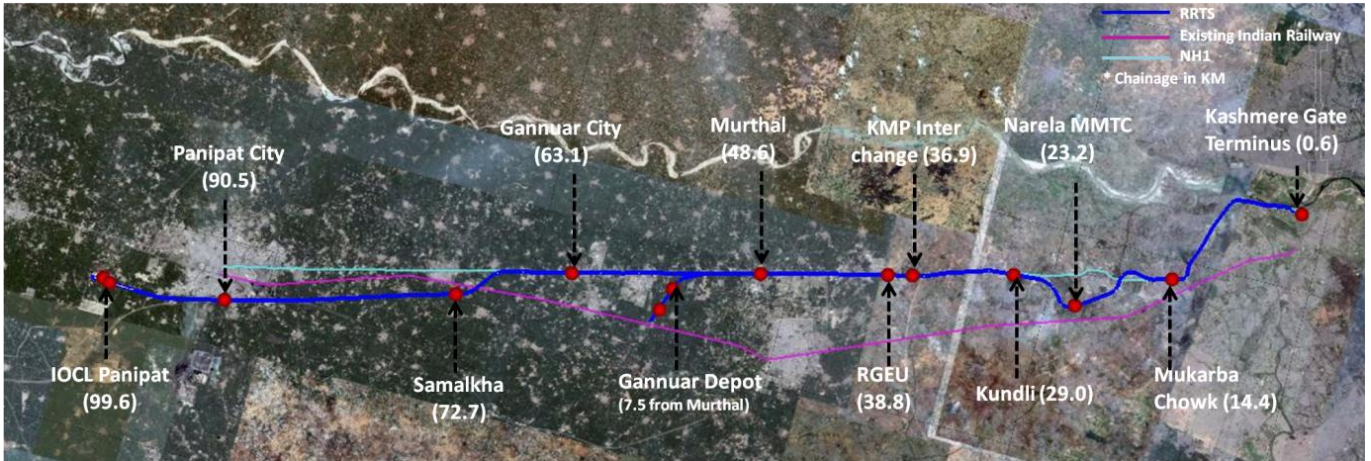 RRTS
Existing Indian Railway
NH1
* Chainage in KM
Kashmere Gate
Terminus (0.6)
Narela MMTC
(23.2)
KMP Inter
change (36.9)
Murthal
(48.6)
Gannuar City
(63.1)
Panipat City
(90.5)
IOCL Panipat
(99.6)
Samalkha
(72.7)
Gannuar Depot
(7.5 from Murthal)
RGEU
(38.8)
Kundli (29.0)
Mukarba
Chowk (14.4)